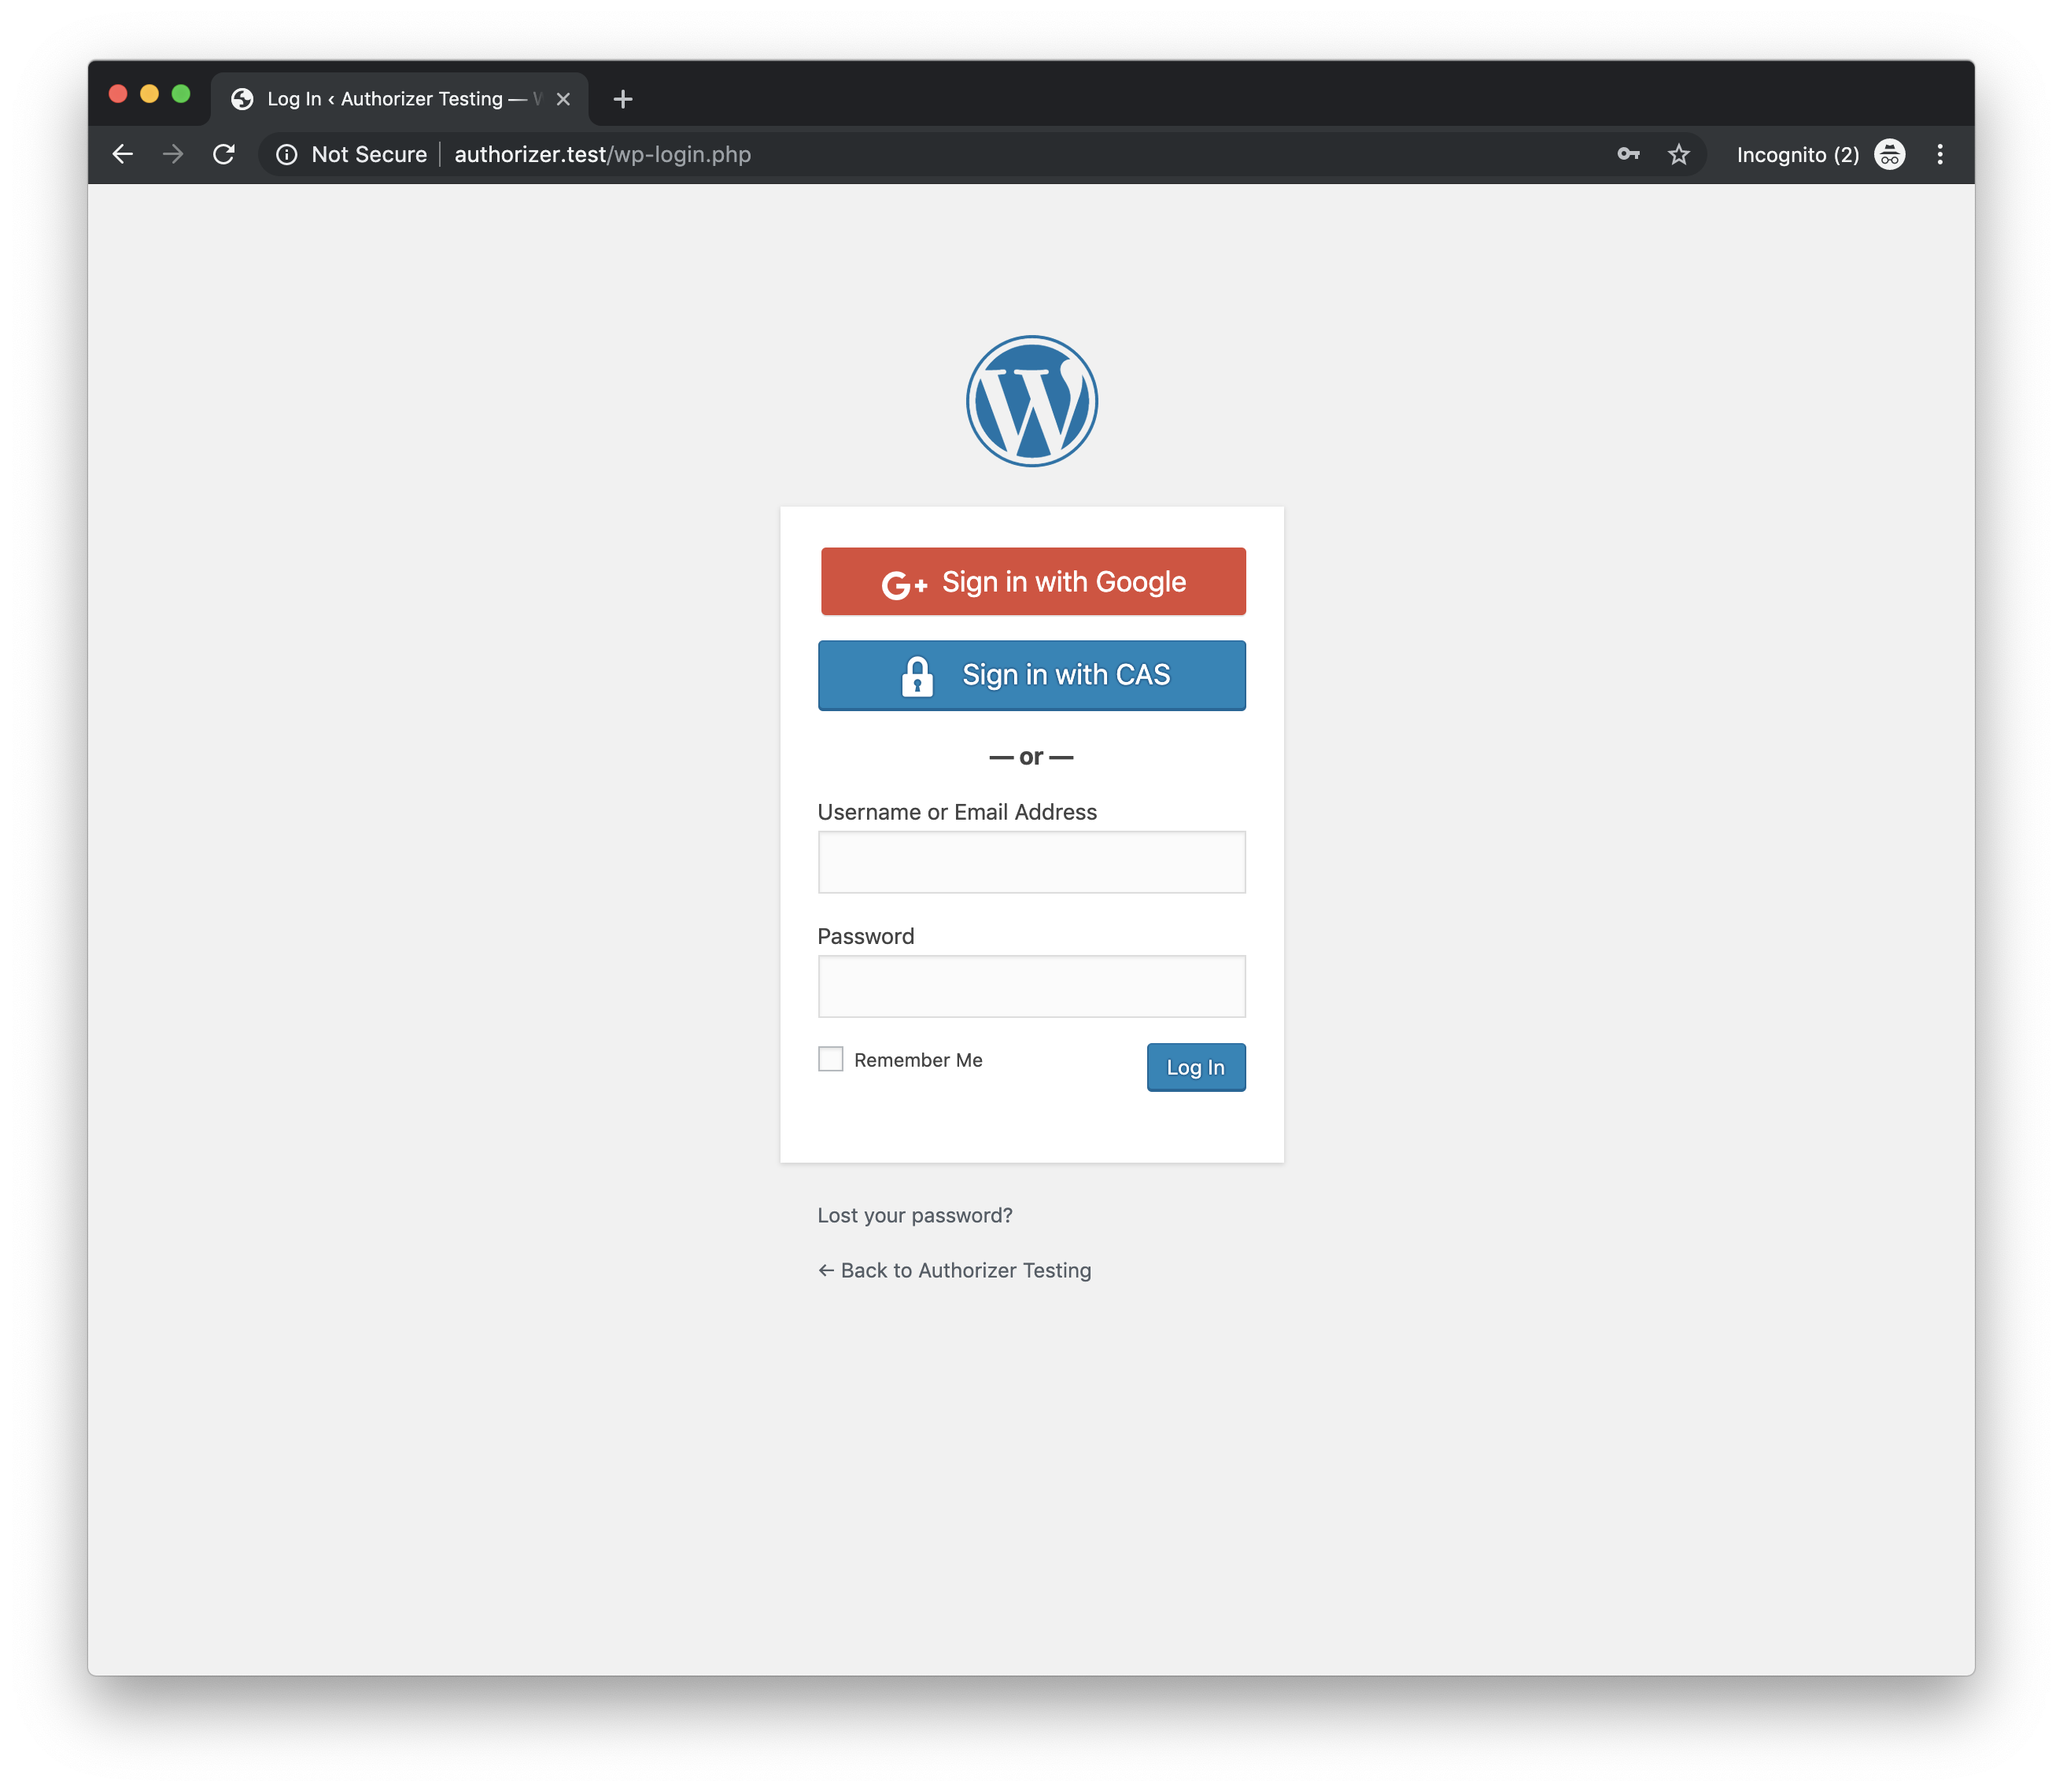 Log In ‹ Authorizer Testing —
Not Secure authorizer.test/wp-login.php Incognito (2)
Sign in with Google
Sign in with CAS
— or —
Username or Email Address
Password
Remember Me
Log In
Lost your password?
← Back to Authorizer Testing